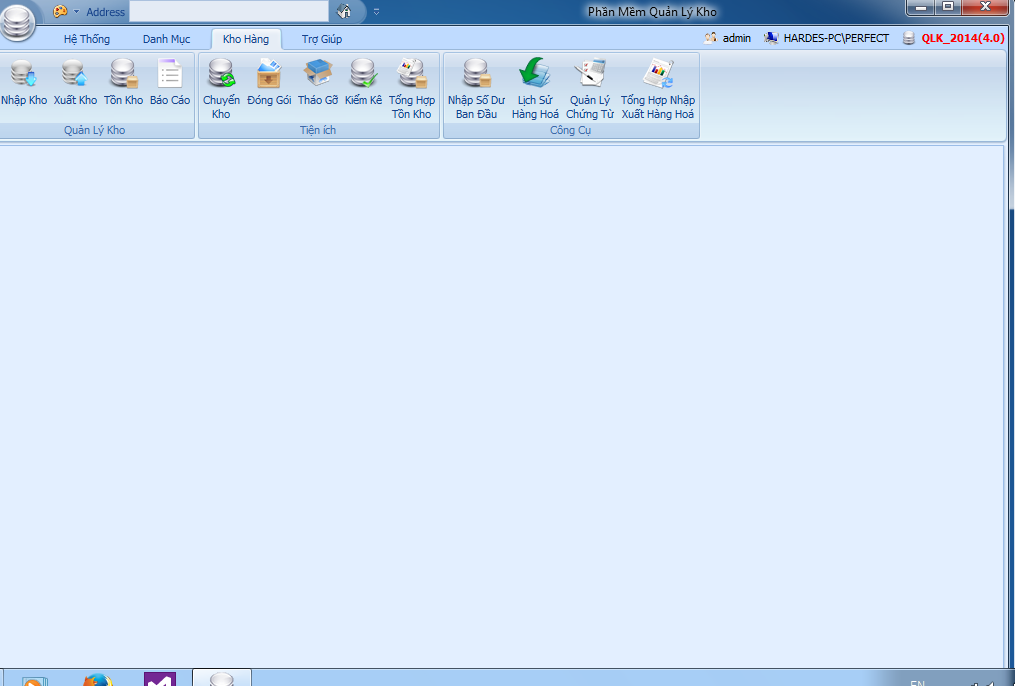 Address
Phần Mềm Quản Lý Kho
Hệ Thống Danh Mục Kho Hàng Trợ Giúp
admin HARDES-PC\PERFECT QLK_2014(4.0)
Nhập Kho
Xuất Kho
Tồn Kho
Báo Cáo
Quản Lý Kho
Chuyển
Kho
Đóng Gói
Tháo Gỡ
Kiểm Kê
Tổng Hợp
Tồn Kho
Tiện ích
Nhập Số Dư
Ban Đầu
Lịch Sử
Hàng Hoá
Quản Lý
Chứng Từ
Tổng Hợp Nhập
Xuất Hàng Hoá
Công Cụ
EN